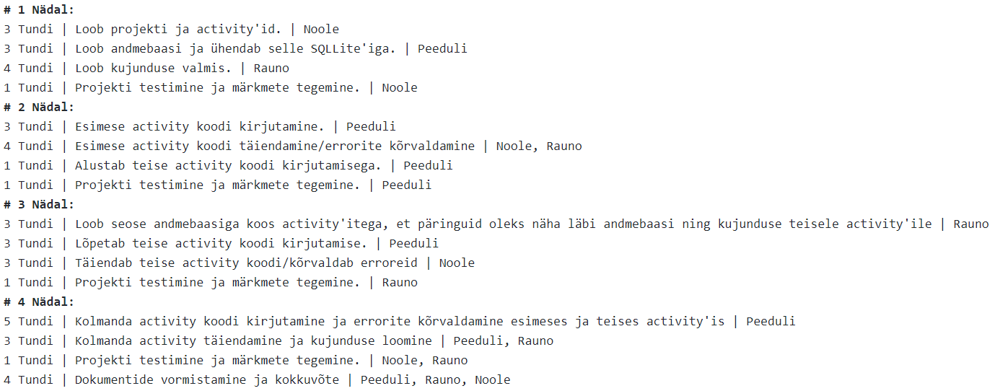 # 1 Nädal:
3 Tundi | Loob projekti ja activity'id. | Noole
3 Tundi | Loob andmebaasi ja ühendab selle SQLLite'iga. | Peeduli
4 Tundi | Loob kujunduse valmis. | Rauno
1 Tundi | Projekti testimine ja märkmete tegemine. | Noole
# 2 Nädal:
3 Tundi | Esimese activity koodi kirjutamine. | Peeduli
4 Tundi | Esimese activity koodi täiendamine/errorite kõrvaldamine | Noole, Rauno
1 Tundi | Alustab teise activity koodi kirjutamisega. | Peeduli
1 Tundi | Projekti testimine ja märkmete tegemine. | Peeduli
# 3 Nädal:
3 Tundi | Loob seose andmebaasiga koos activity'itega, et päringuid oleks näha läbi andmebaasi ning kujunduse teisele activity'ile | Rauno
3 Tundi | Lõpetab teise activity koodi kirjutamise. | Peeduli
3 Tundi | Täiendab teise activity koodi/kõrvaldab erroreid | Noole
1 Tundi | Projekti testimine ja märkmete tegemine. | Rauno
# 4 Nädal:
5 Tundi | Kolmanda activity koodi kirjutamine ja errorite kõrvaldamine esimeses ja teises activity'is | Peeduli
3 Tundi | Kolmanda activity täiendamine ja kujunduse loomine | Peeduli, Rauno
1 Tundi | Projekti testimine ja märkmete tegemine. | Noole, Rauno
4 Tundi | Dokumentide vormistamine ja kokkuvõte | Peeduli, Rauno, Noole